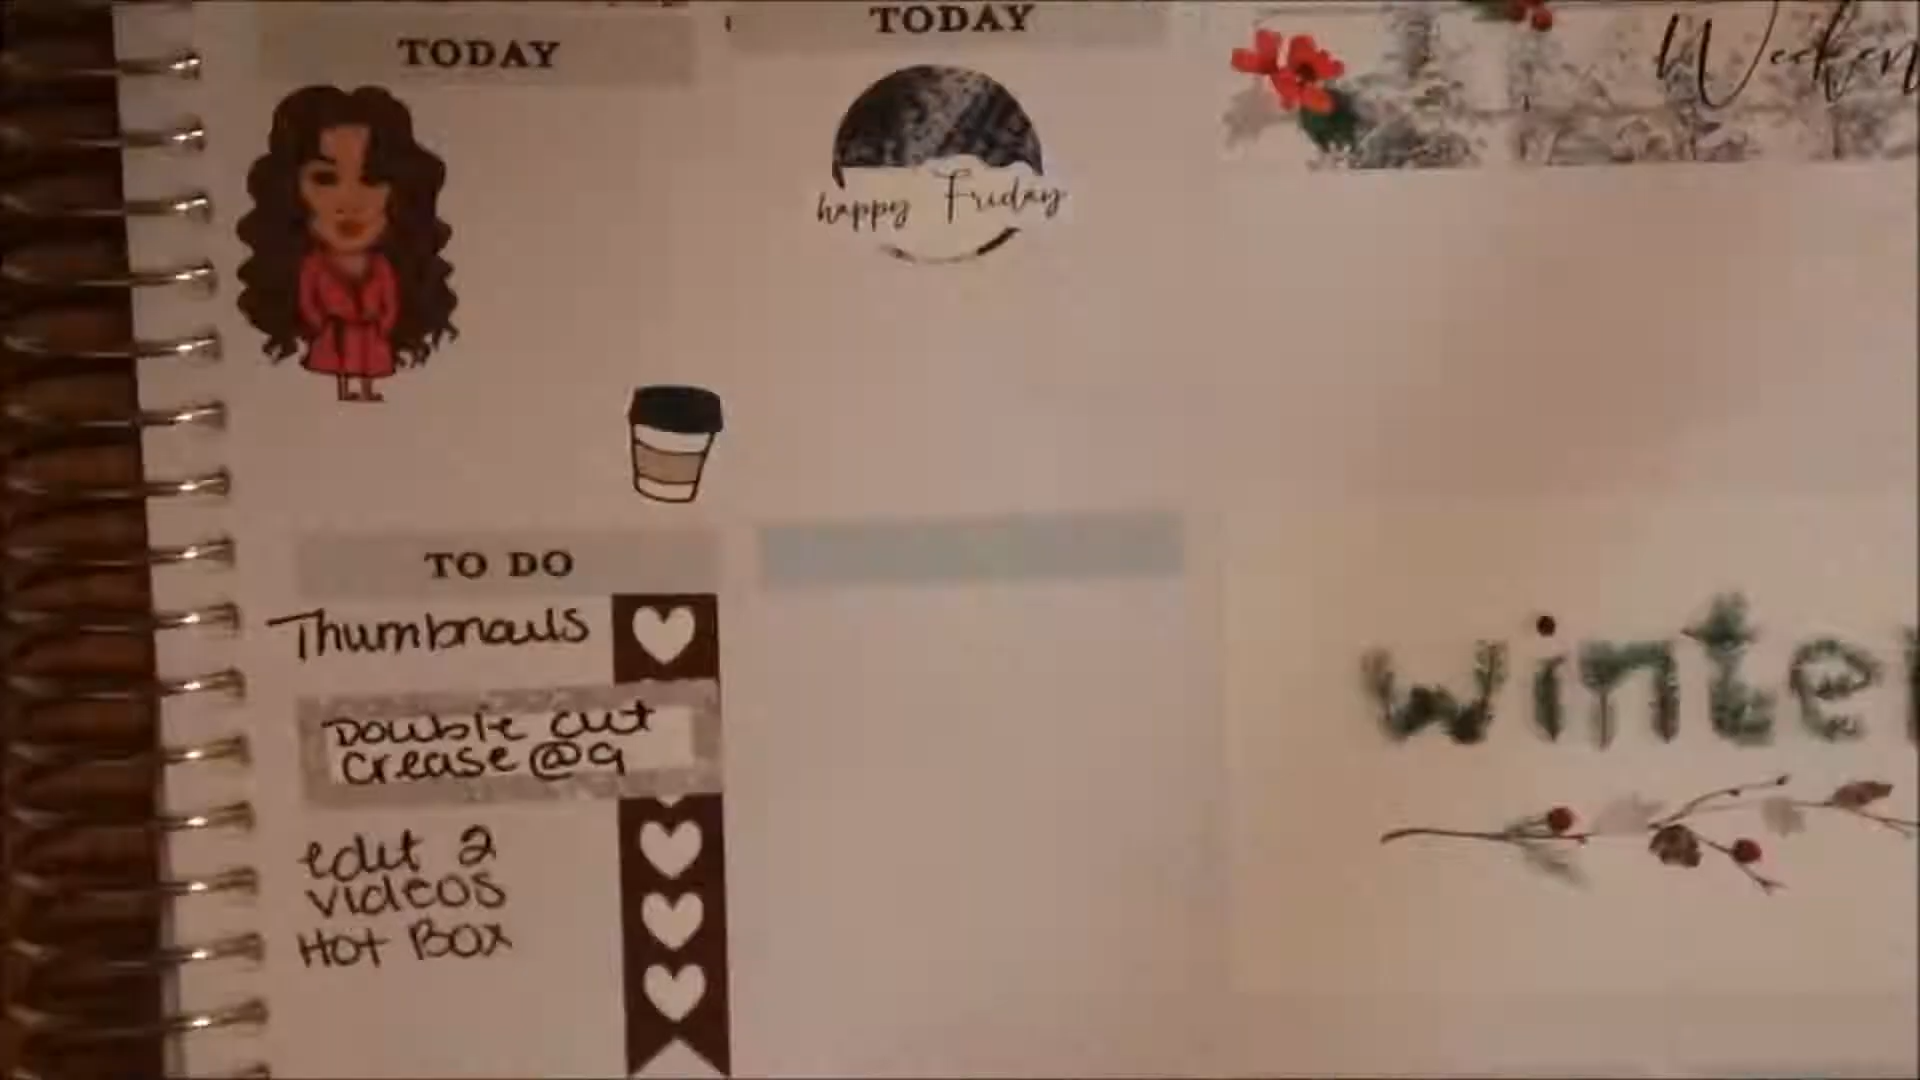 TODAY
TO DO
Thumbnails
Double cut
crease @9
edit 2
videos
Hot Box
TODAY
happy Friday
winter